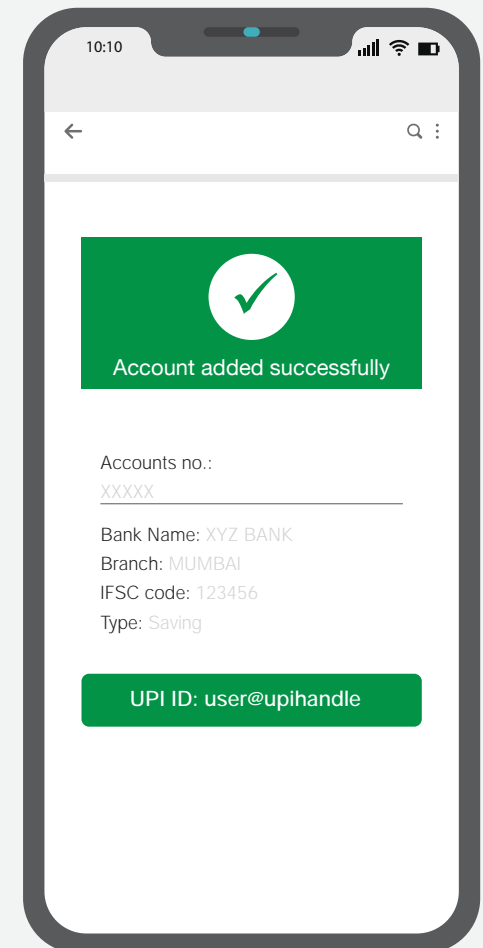 10:10
Account added successfully
Accounts no.:
XXXXX
Bank Name: XYZ BANK
Branch: MUMBAI
IFSC code: 123456
Type: Saving
UPI ID: user@upihandle